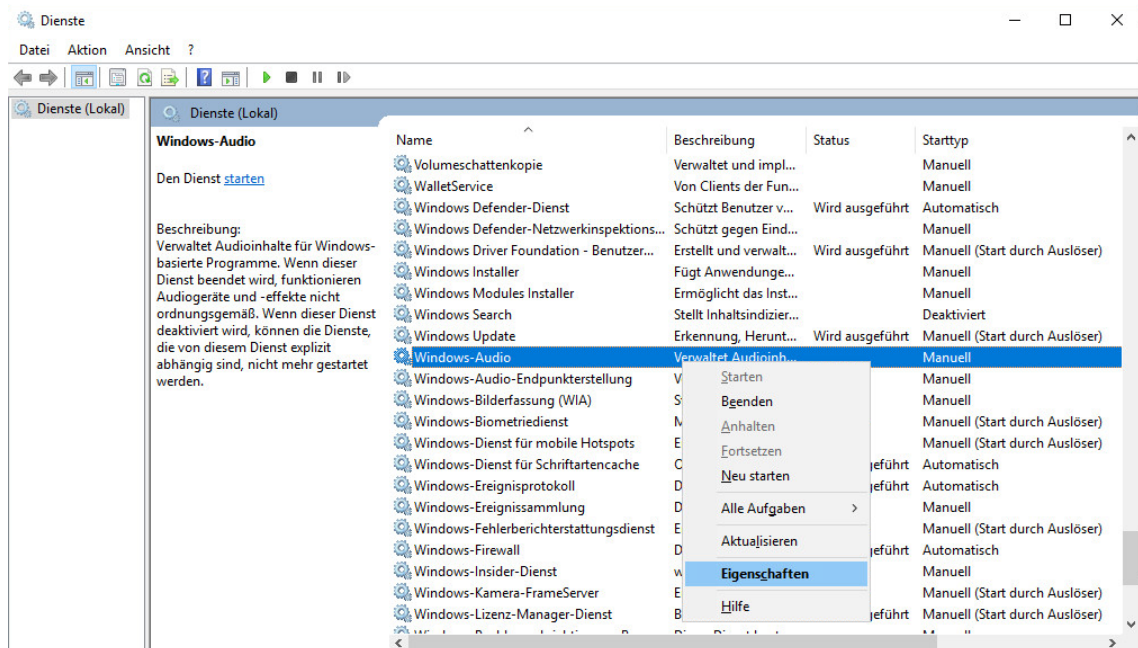 Dienste
Datei Aktion Ansicht ?
Dienste (Lokal)
Dienste (Lokal)
Windows-Audio
Den Dienst starten
Beschreibung:
Verwaltet Audioinhalte für Windows-
basierte Programme. Wenn dieser
Dienst beendet wird, funktionieren
Audiogeräte und -effekte nicht
ordnungsgemäß. Wenn dieser Dienst
deaktiviert wird, können die Dienste,
die von diesem Dienst explizit
abhängig sind, nicht mehr gestartet
werden.
Name Beschreibung Status Starttyp
Volumeschattenkopie Verwaltet und impl... Manuell
WalletService Von Clients der Fun... Manuell
Windows Defender-Dienst Schützt Benutzer v... Wird ausgeführt Automatisch
Windows Defender-Netzwerkinspektions... Schützt gegen Eind... Manuell
Windows Driver Foundation - Benutzer... Erstellt und verwalt... Wird ausgeführt Manuell (Start durch Auslöser)
Windows Installer Fügt Anwendunge... Manuell
Windows Modules Installer Ermöglicht das Inst... Manuell
Windows Search Stellt Inhaltsindizier... Deaktiviert
Windows Update Erkennung, Herunt... Wird ausgeführt Manuell (Start durch Auslöser)
Windows-Audio Verwaltet Audioinh... Manuell
Windows-Audio-Endpunkterstellung Manuell
Windows-Bilderfassung (WIA) Manuell
Windows-Biometriedienst Manuell (Start durch Auslöser)
Windows-Dienst für mobile Hotspots Manuell (Start durch Auslöser)
Windows-Dienst für Schriftartencache Automatisch
Windows-Ereignisprotokoll Automatisch
Windows-Ereignissammlung Manuell
Windows-Fehlerberichterstattungsdienst Manuell (Start durch Auslöser)
Windows-Firewall Automatisch
Windows-Insider-Dienst Manuell
Windows-Kamera-FrameServer Manuell (Start durch Auslöser)
Windows-Lizenz-Manager-Dienst Manuell (Start durch Auslöser)
Starten
Beenden
Anhalten
Fortsetzen
Neu starten
Alle Aufgaben
Aktualisieren
Eigenschaften
Hilfe